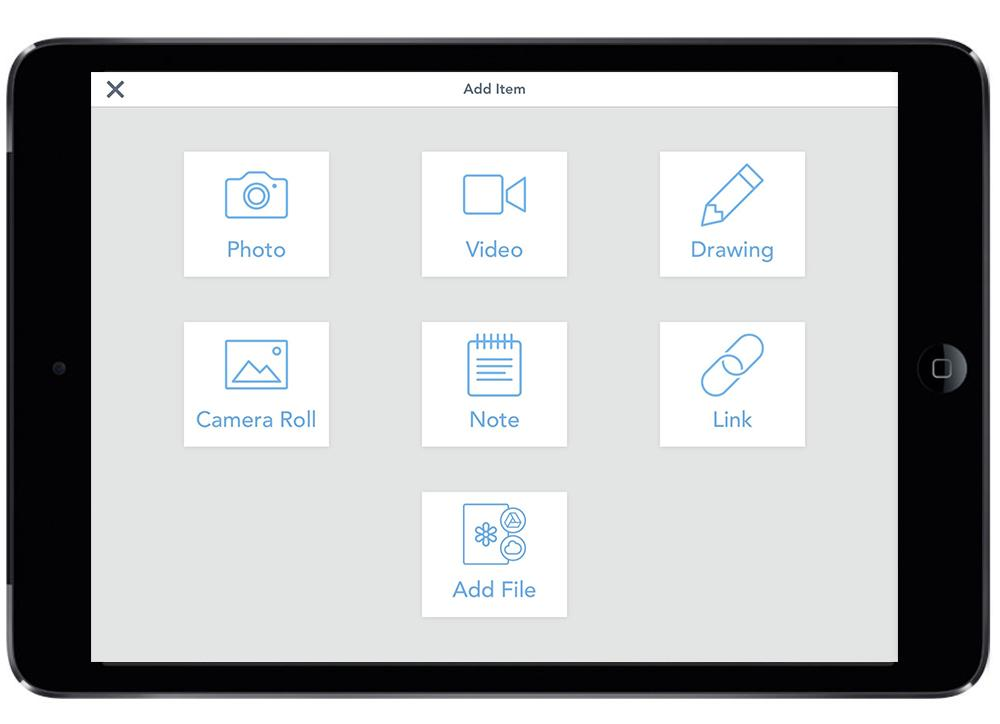 Add Item
Photo
Video
Drawing
Camera Roll
Note
Link
Add File